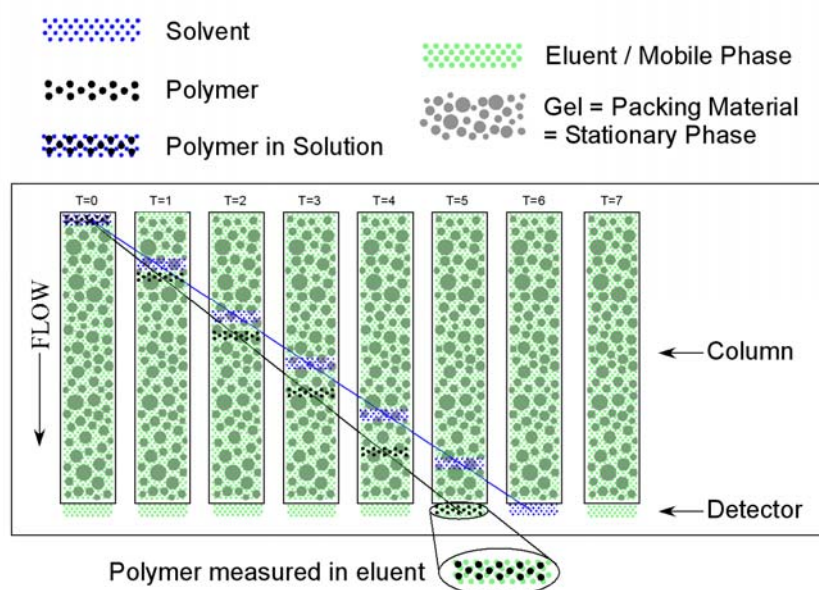 Solvent
Polymer
Polymer in Solution
Eluent / Mobile Phase
Gel = Packing Material
= Stationary Phase
T=0 T=1 T=2 T=3 T=4 T=5 T=6 T=7
FLOW
Column
Detector
Polymer measured in eluent